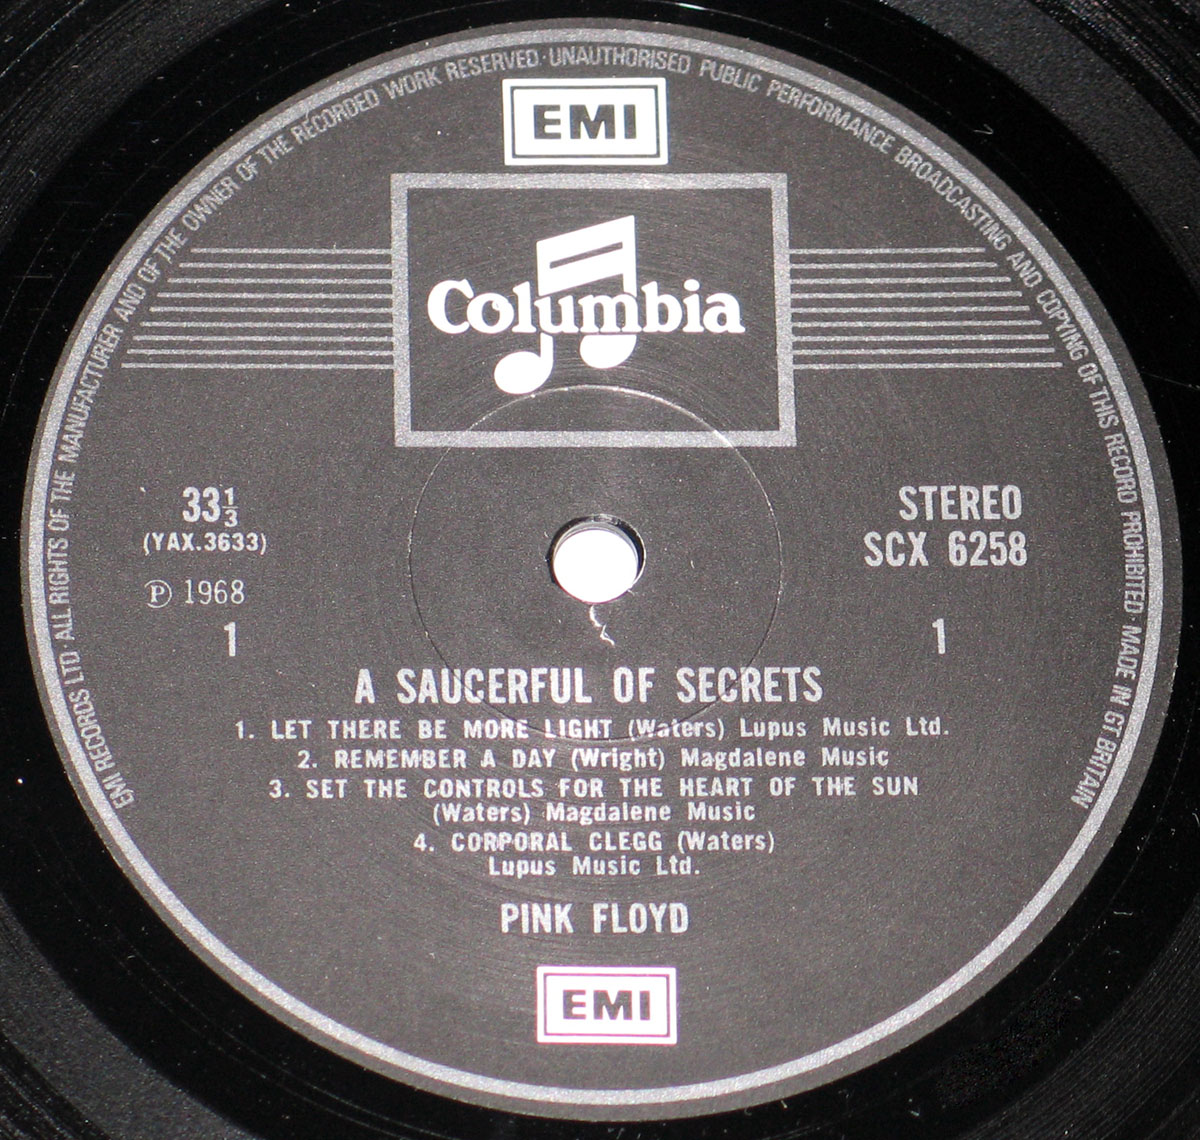 EMI RECORDS LTD · ALL RIGHTS OF THE MANUFACTURER AND OF THE OWNER OF THE RECORDED WORK RESERVED · UNAUTHORISED PUBLIC PERFORMANCE BROADCASTING AND COPYING OF THIS RECORD PROHIBITED · MADE IN GT BRITAIN
EMI
Columbia
33⅓
(YAX.3633)
℗ 1968
1
STEREO
SCX 6258
1
A SAUCERFUL OF SECRETS
1. LET THERE BE MORE LIGHT (Waters) Lupus Music Ltd.
2. REMEMBER A DAY (Wright) Magdalene Music
3. SET THE CONTROLS FOR THE HEART OF THE SUN
(Waters) Magdalene Music
4. CORPORAL CLEGG (Waters)
Lupus Music Ltd.
PINK FLOYD
EMI